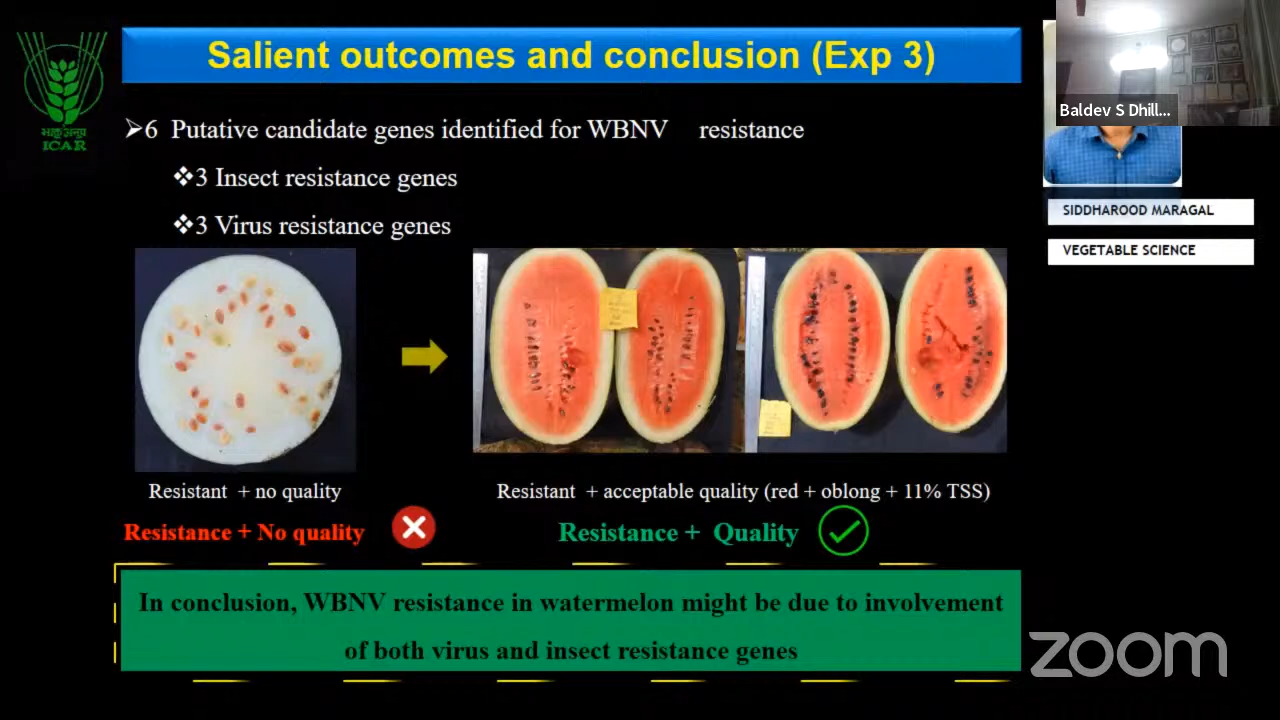 Salient outcomes and conclusion (Exp 3)
भाकृअनुप
ICAR
Baldev S Dhill...
➢6 Putative candidate genes identified for WBNV resistance
❖3 Insect resistance genes
❖3 Virus resistance genes
SIDDHAROOD MARAGAL
VEGETABLE SCIENCE
Resistant + no quality
Resistant + acceptable quality (red + oblong + 11% TSS)
Resistance + No quality
Resistance + Quality
In conclusion, WBNV resistance in watermelon might be due to involvement
of both virus and insect resistance genes
zoom